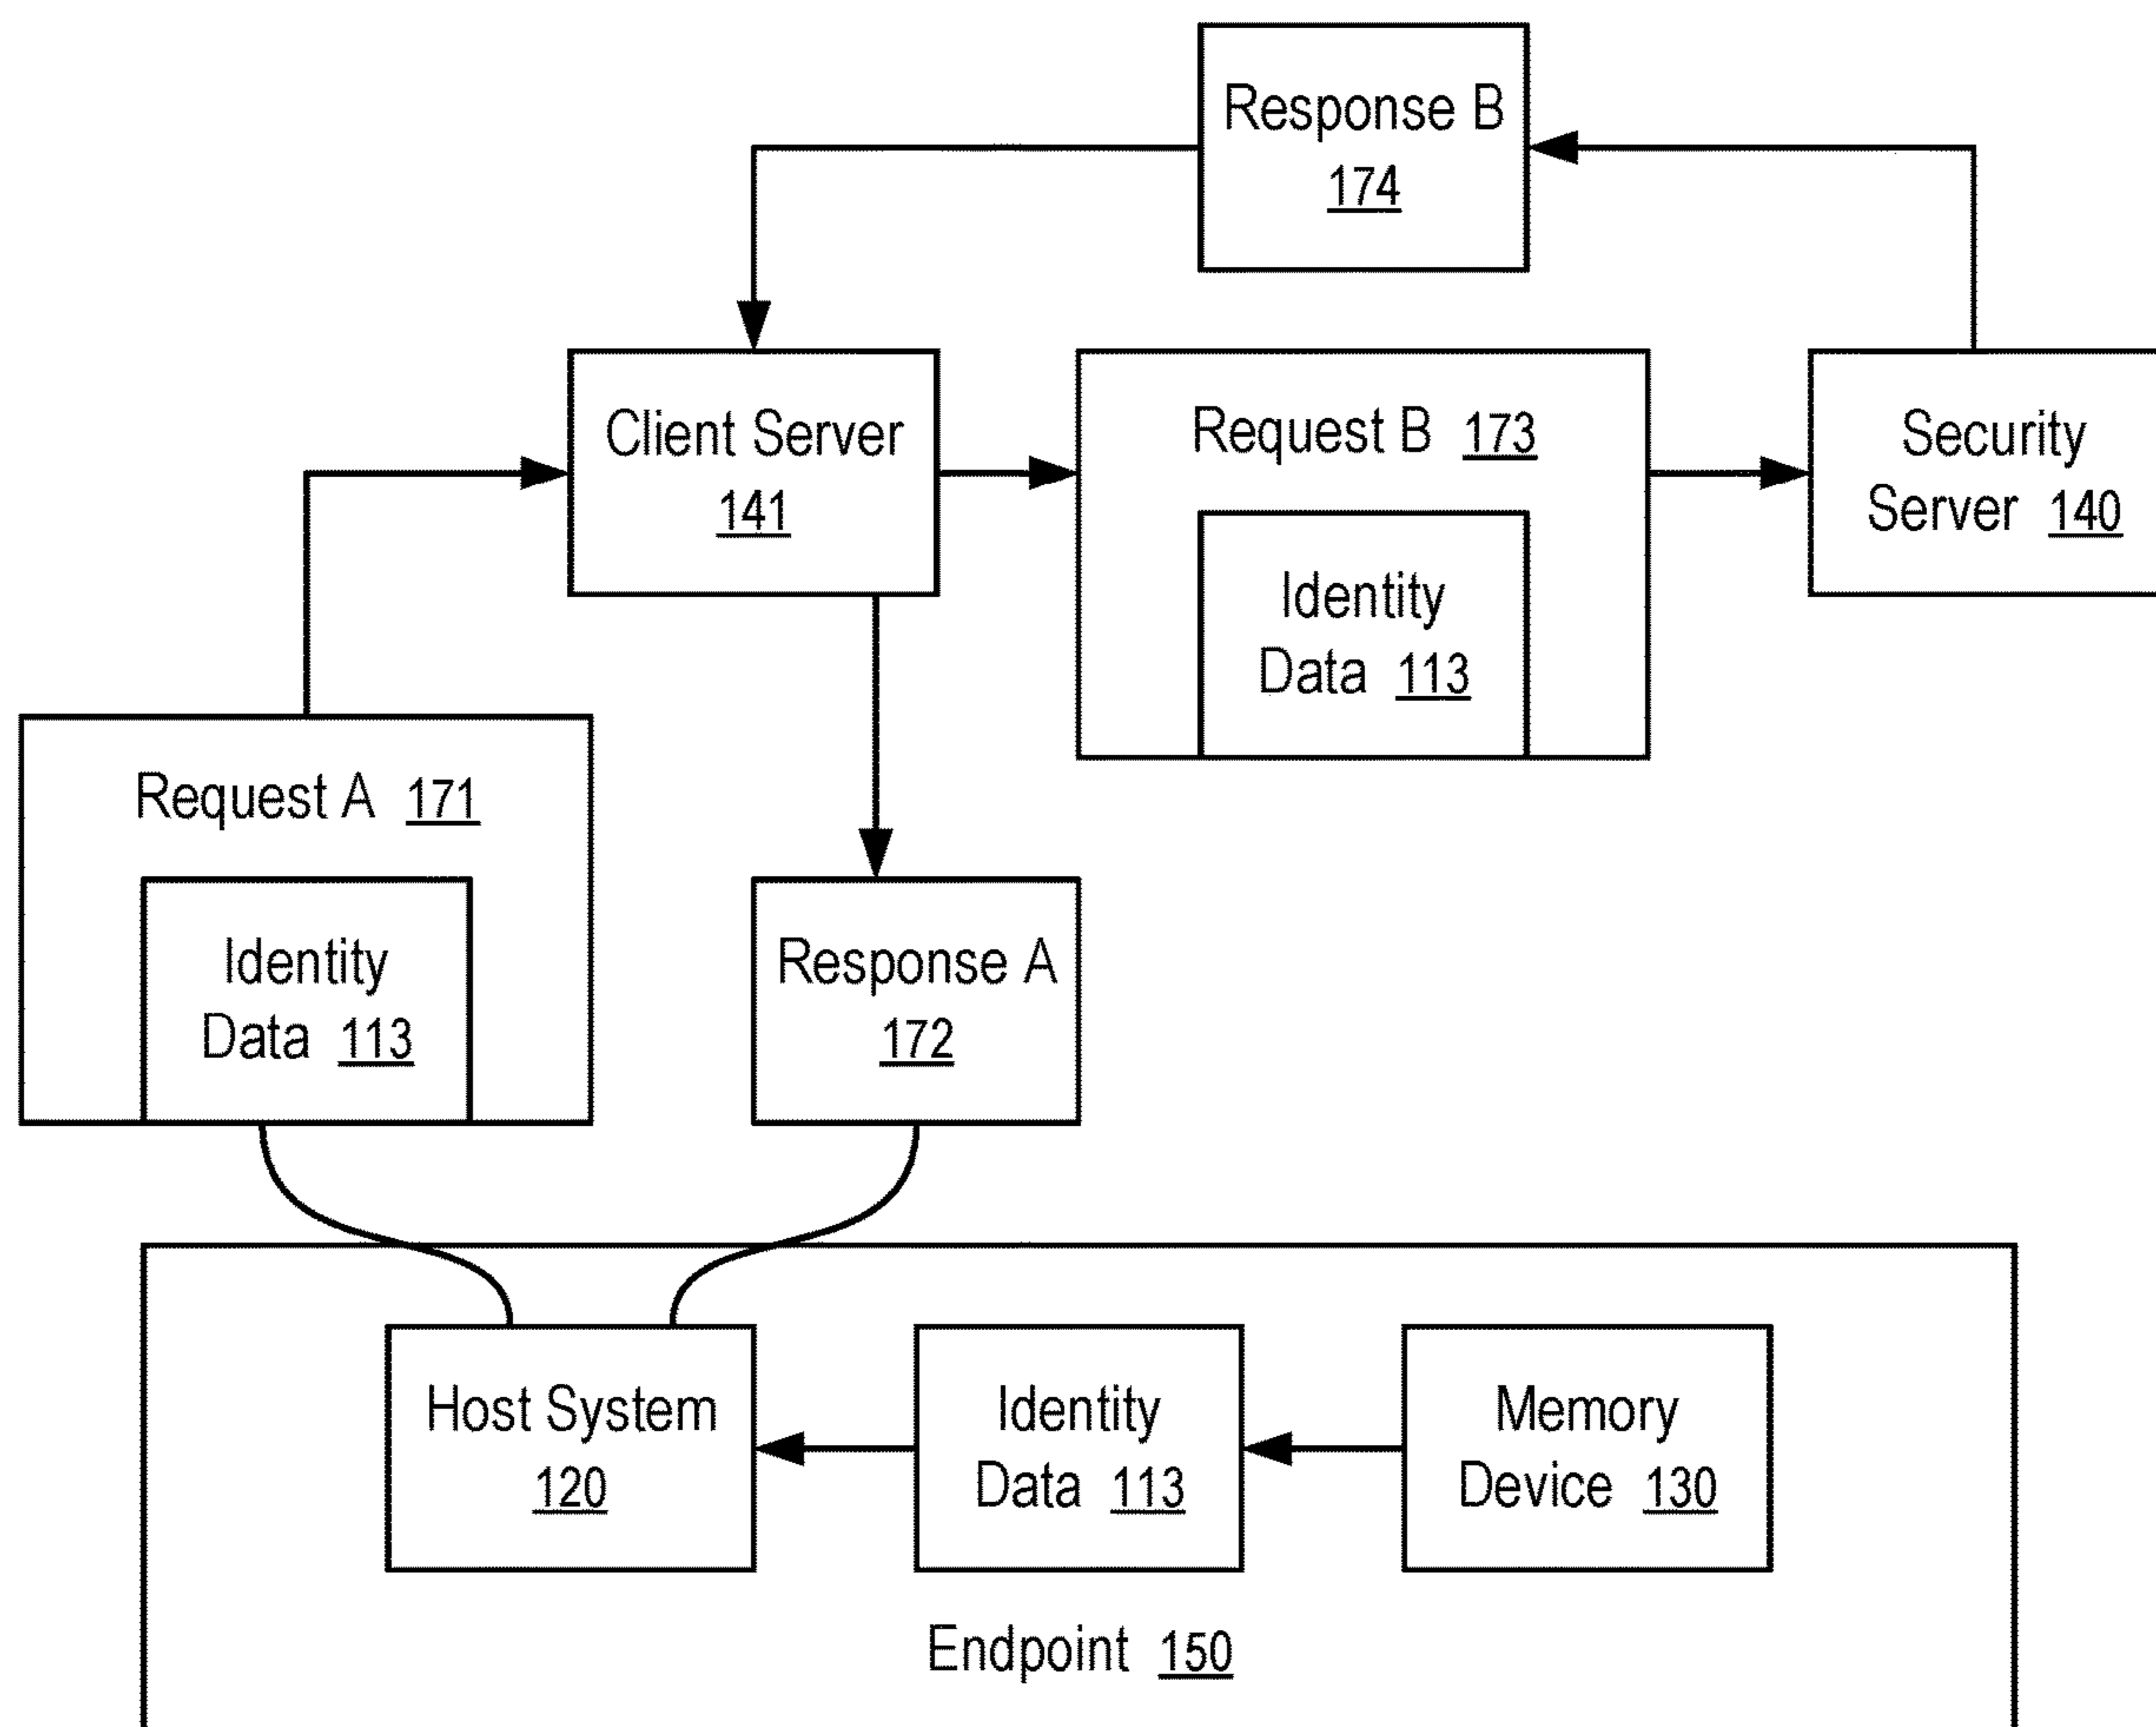 Response B
174
Client Server
141
Request B 173
Identity
Data 113
Security
Server 140
Request A 171
Identity
Data 113
Response A
172
Host System
120
Identity
Data 113
Memory
Device 130
Endpoint 150